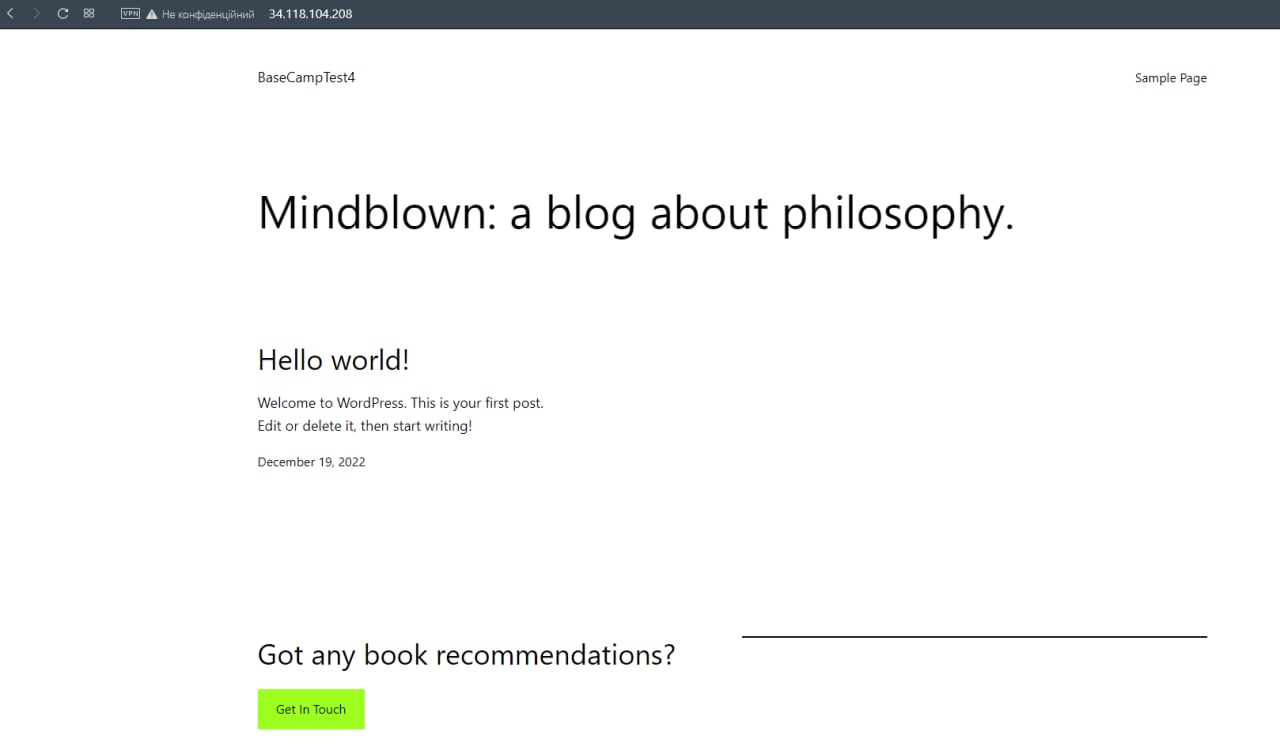 VPN Не конфіденційний 34.118.104.208
BaseCampTest4 Sample Page
Mindblown: a blog about philosophy.
Hello world!
Welcome to WordPress. This is your first post.
Edit or delete it, then start writing!
December 19, 2022
Got any book recommendations?
Get In Touch